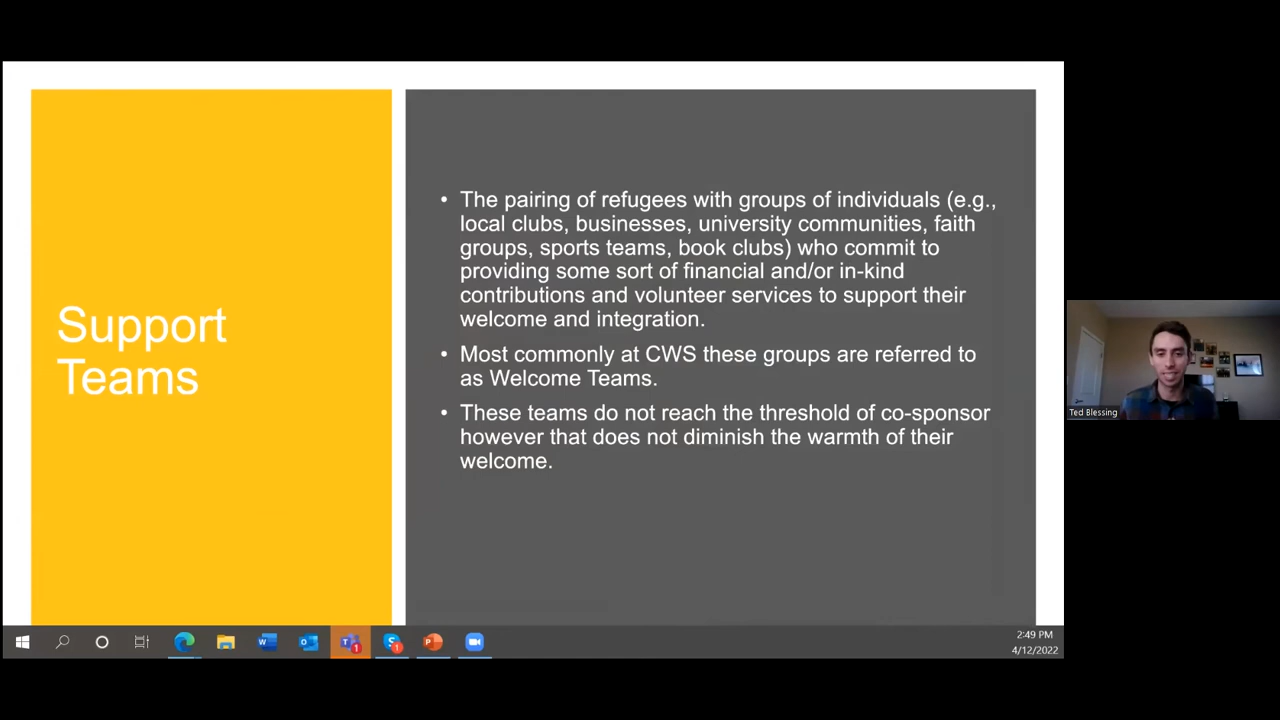 Support
Teams
• The pairing of refugees with groups of individuals (e.g.,
local clubs, businesses, university communities, faith
groups, sports teams, book clubs) who commit to
providing some sort of financial and/or in-kind
contributions and volunteer services to support their
welcome and integration.
• Most commonly at CWS these groups are referred to
as Welcome Teams.
• These teams do not reach the threshold of co-sponsor
however that does not diminish the warmth of their
welcome.
Ted Blessing
2:49 PM
4/12/2022